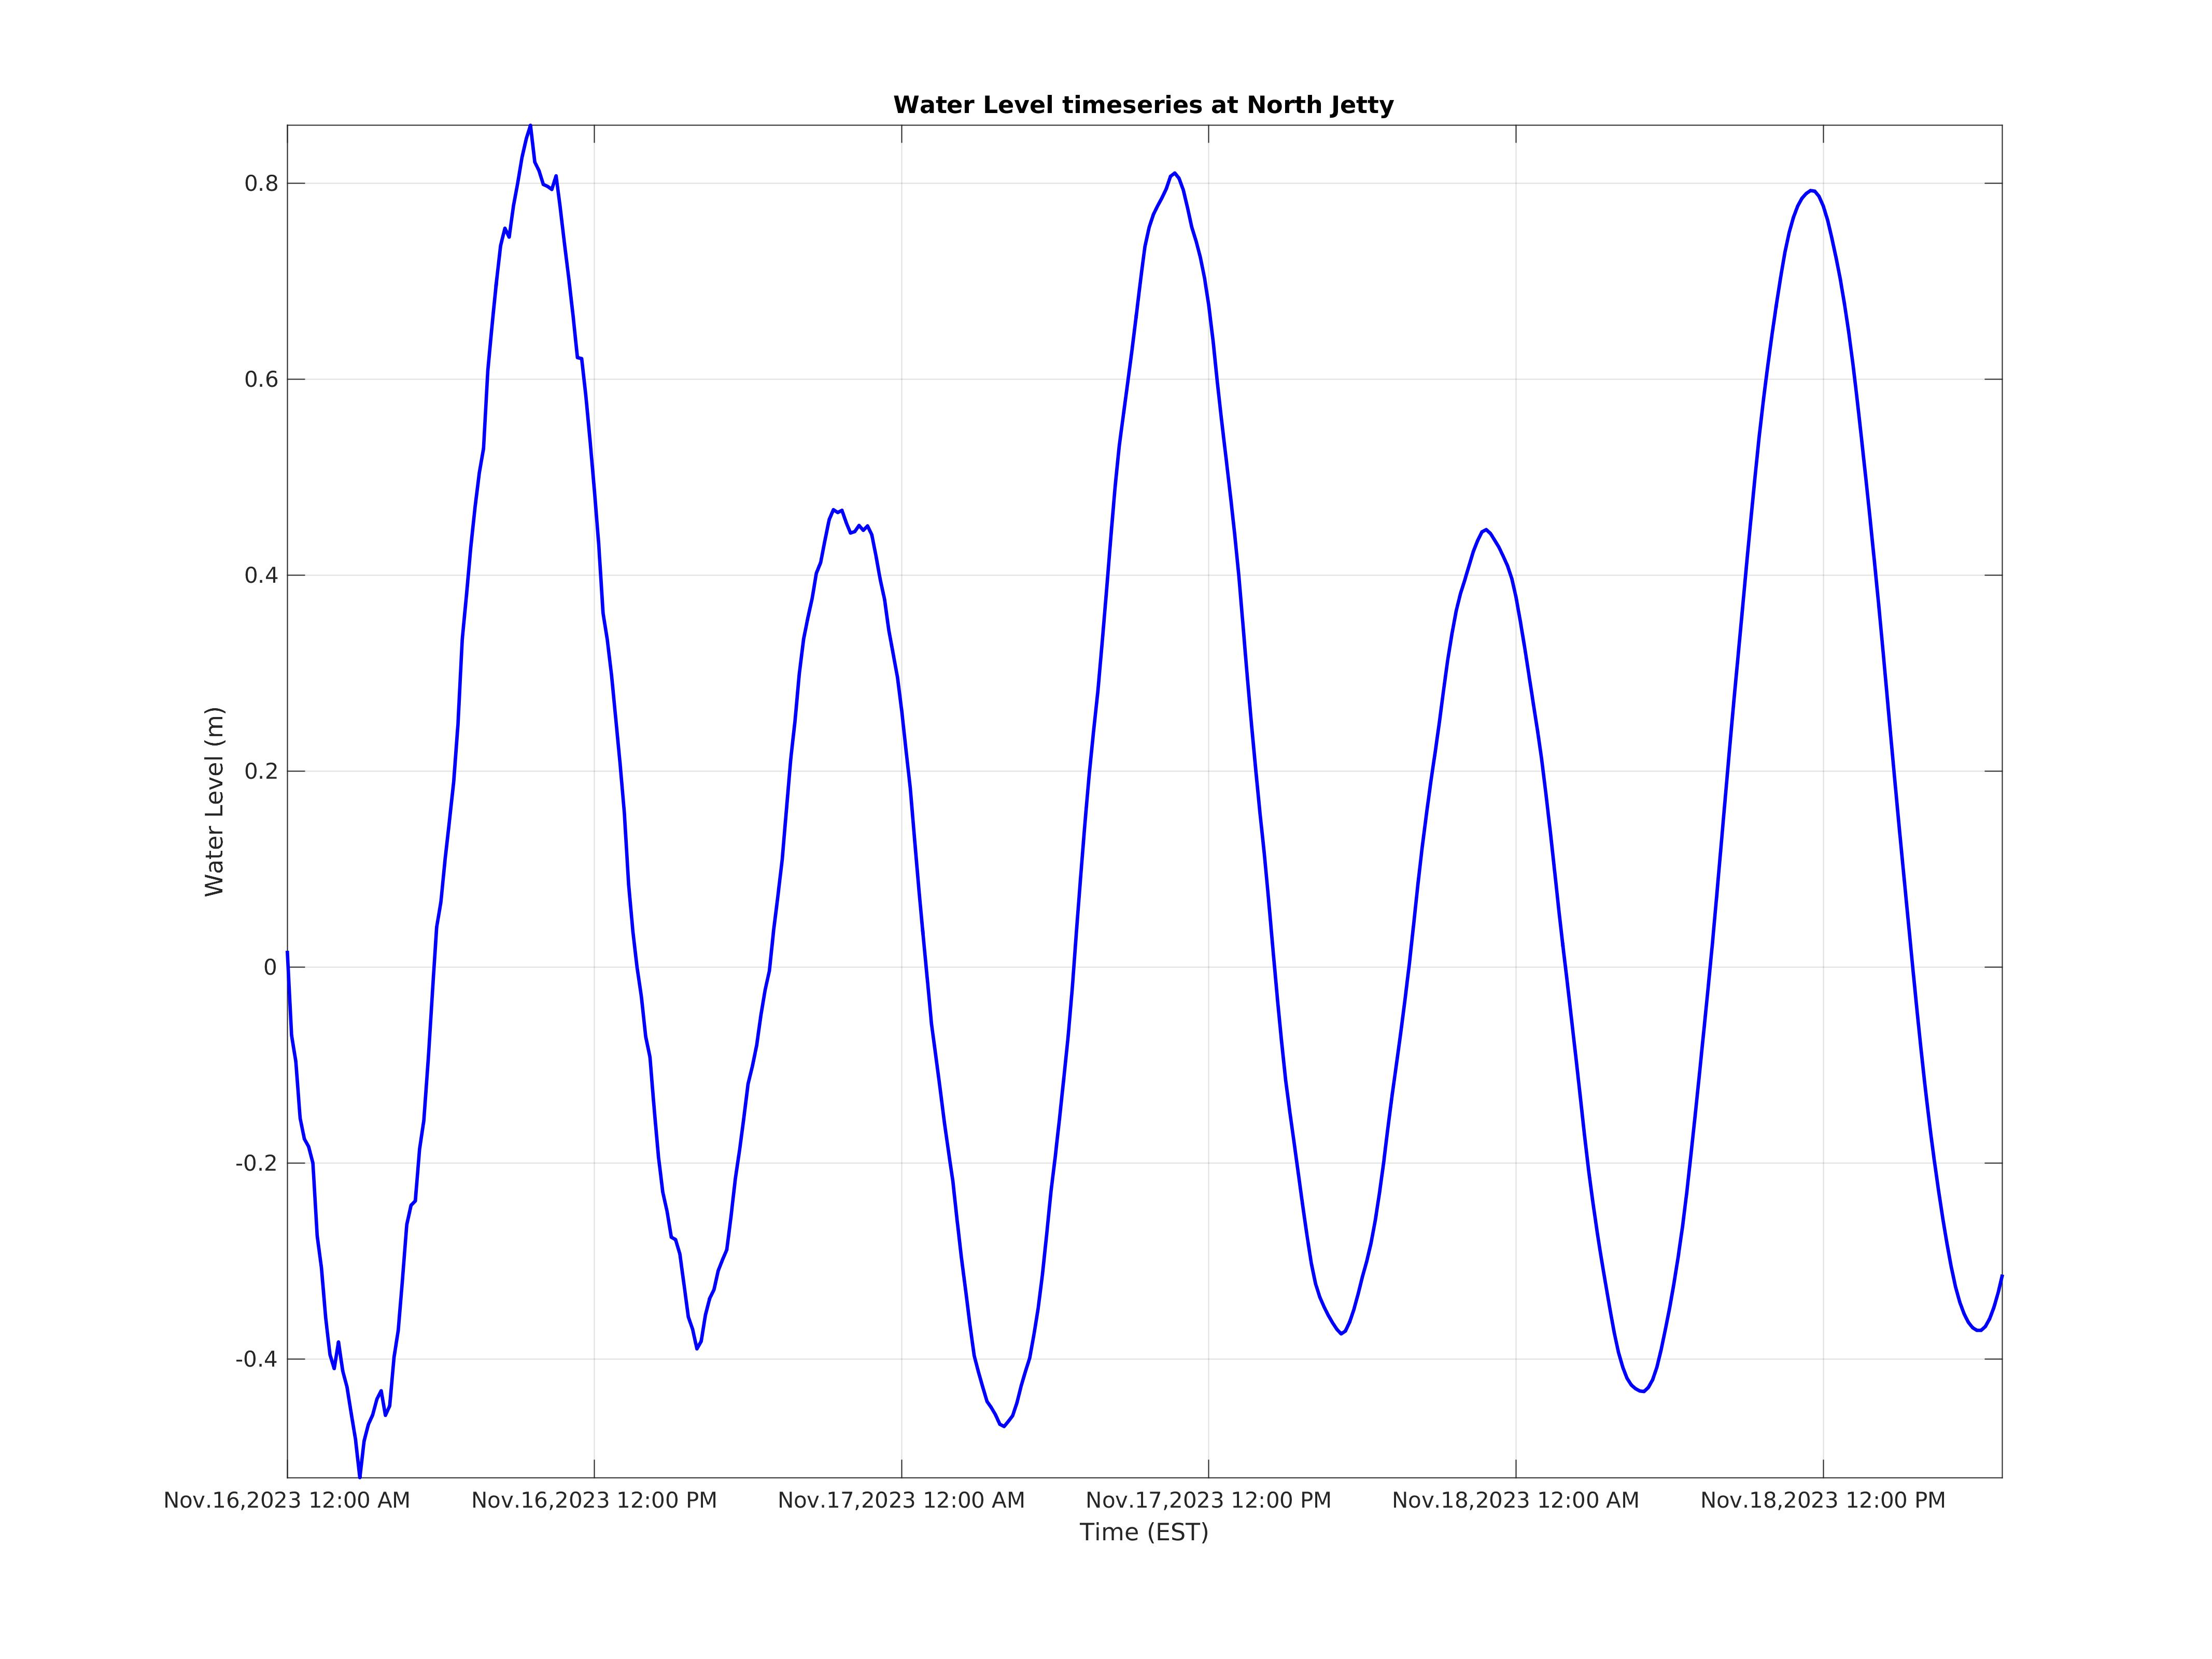 Water Level timeseries at North Jetty
0.8
0.6
0.4
0.2
0
-0.2
-0.4
Water Level (m)
Nov.16,2023 12:00 AM
Nov.16,2023 12:00 PM
Nov.17,2023 12:00 AM
Nov.17,2023 12:00 PM
Nov.18,2023 12:00 AM
Nov.18,2023 12:00 PM
Time (EST)